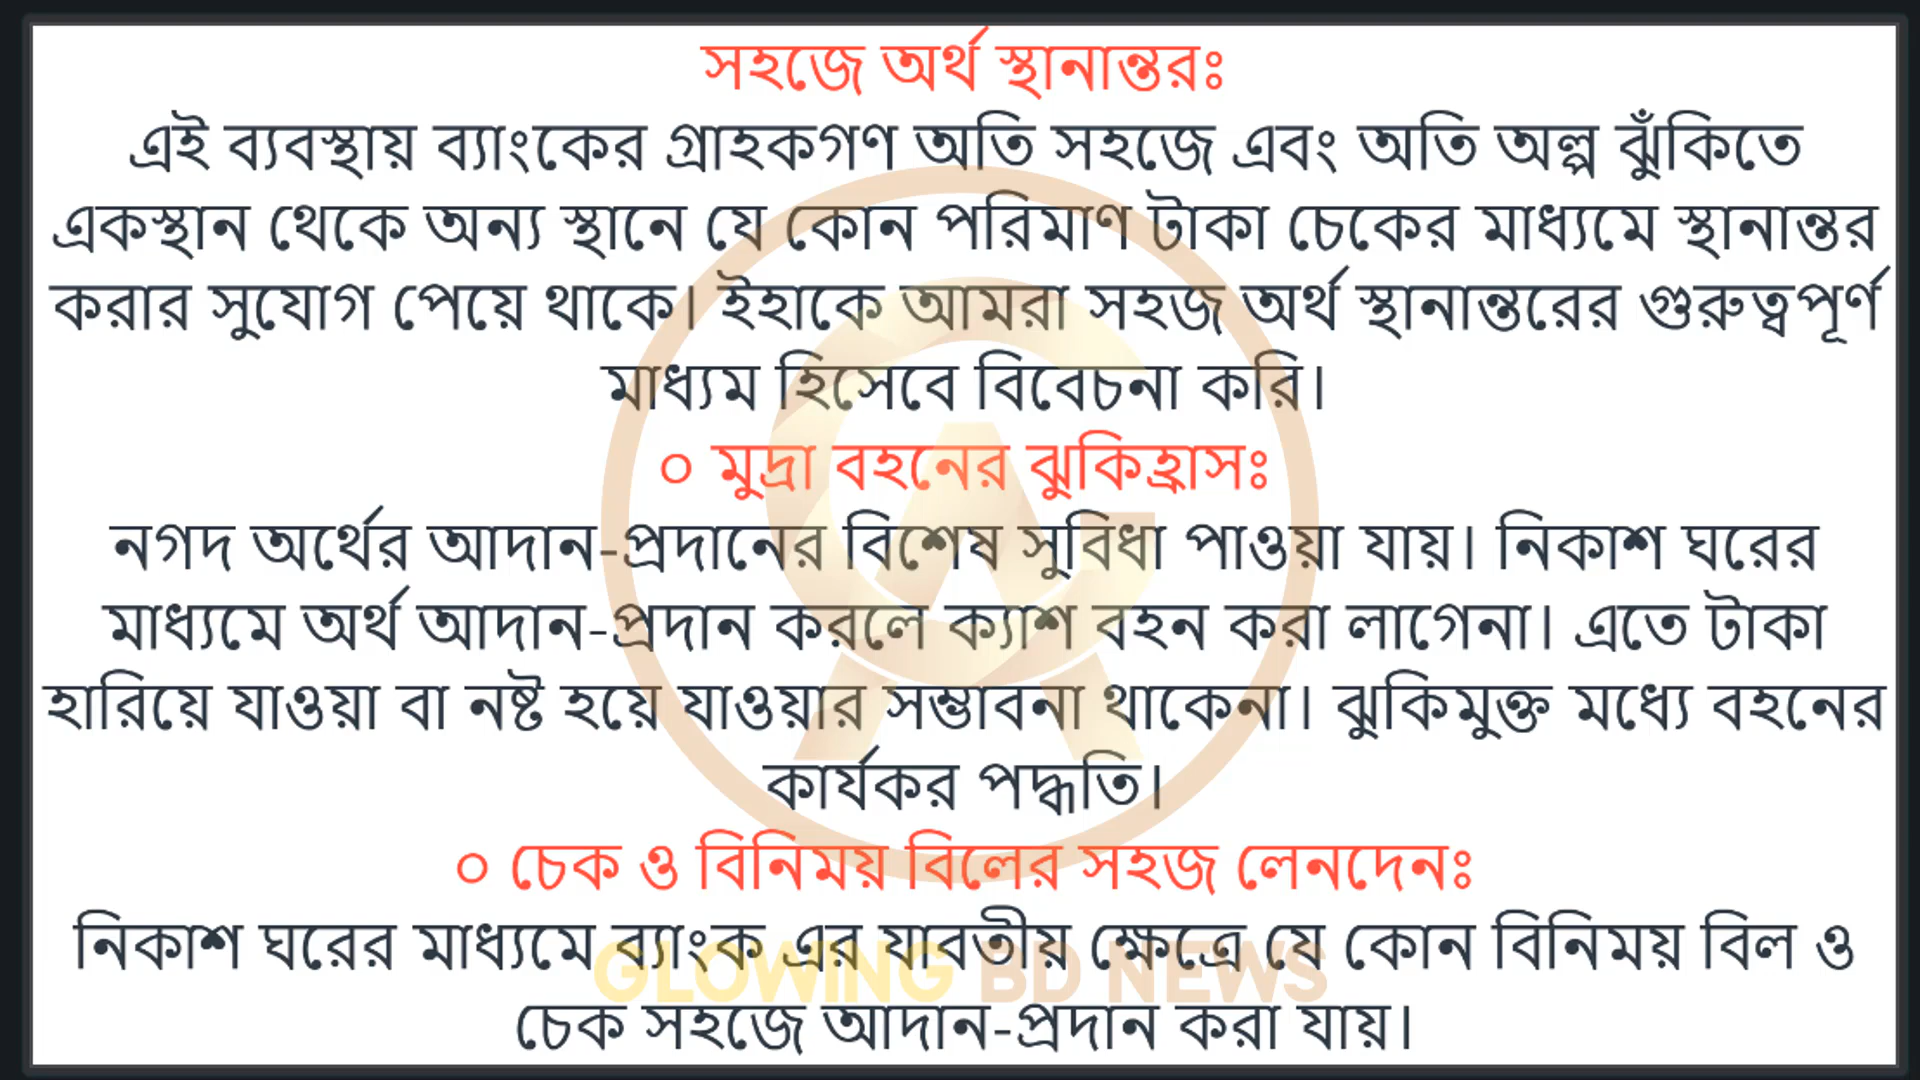 সহজে অর্থ স্থানান্তরঃ
এই ব্যবস্থায় ব্যাংকের গ্রাহকগণ অতি সহজে এবং অতি অল্প ঝুঁকিতে
একস্থান থেকে অন্য স্থানে যে কোন পরিমাণ টাকা চেকের মাধ্যমে স্থানান্তর
করার সুযোগ পেয়ে থাকে। ইহাকে আমরা সহজ অর্থ স্থানান্তরের গুরুত্বপূর্ণ
মাধ্যম হিসেবে বিবেচনা করি।
০ মুদ্রা বহনের ঝুকিহ্রাসঃ
নগদ অর্থের আদান-প্রদানের বিশেষ সুবিধা পাওয়া যায়। নিকাশ ঘরের
মাধ্যমে অর্থ আদান-প্রদান করলে ক্যাশ বহন করা লাগেনা। এতে টাকা
হারিয়ে যাওয়া বা নষ্ট হয়ে যাওয়ার সম্ভাবনা থাকেনা। ঝুকিমুক্ত মধ্যে বহনের
কার্যকর পদ্ধতি।
০ চেক ও বিনিময় বিলের সহজ লেনদেনঃ
নিকাশ ঘরের মাধ্যমে ব্যাংক এর যাবতীয় ক্ষেত্রে যে কোন বিনিময় বিল ও
চেক সহজে আদান-প্রদান করা যায়।
GLOWING BD NEWS